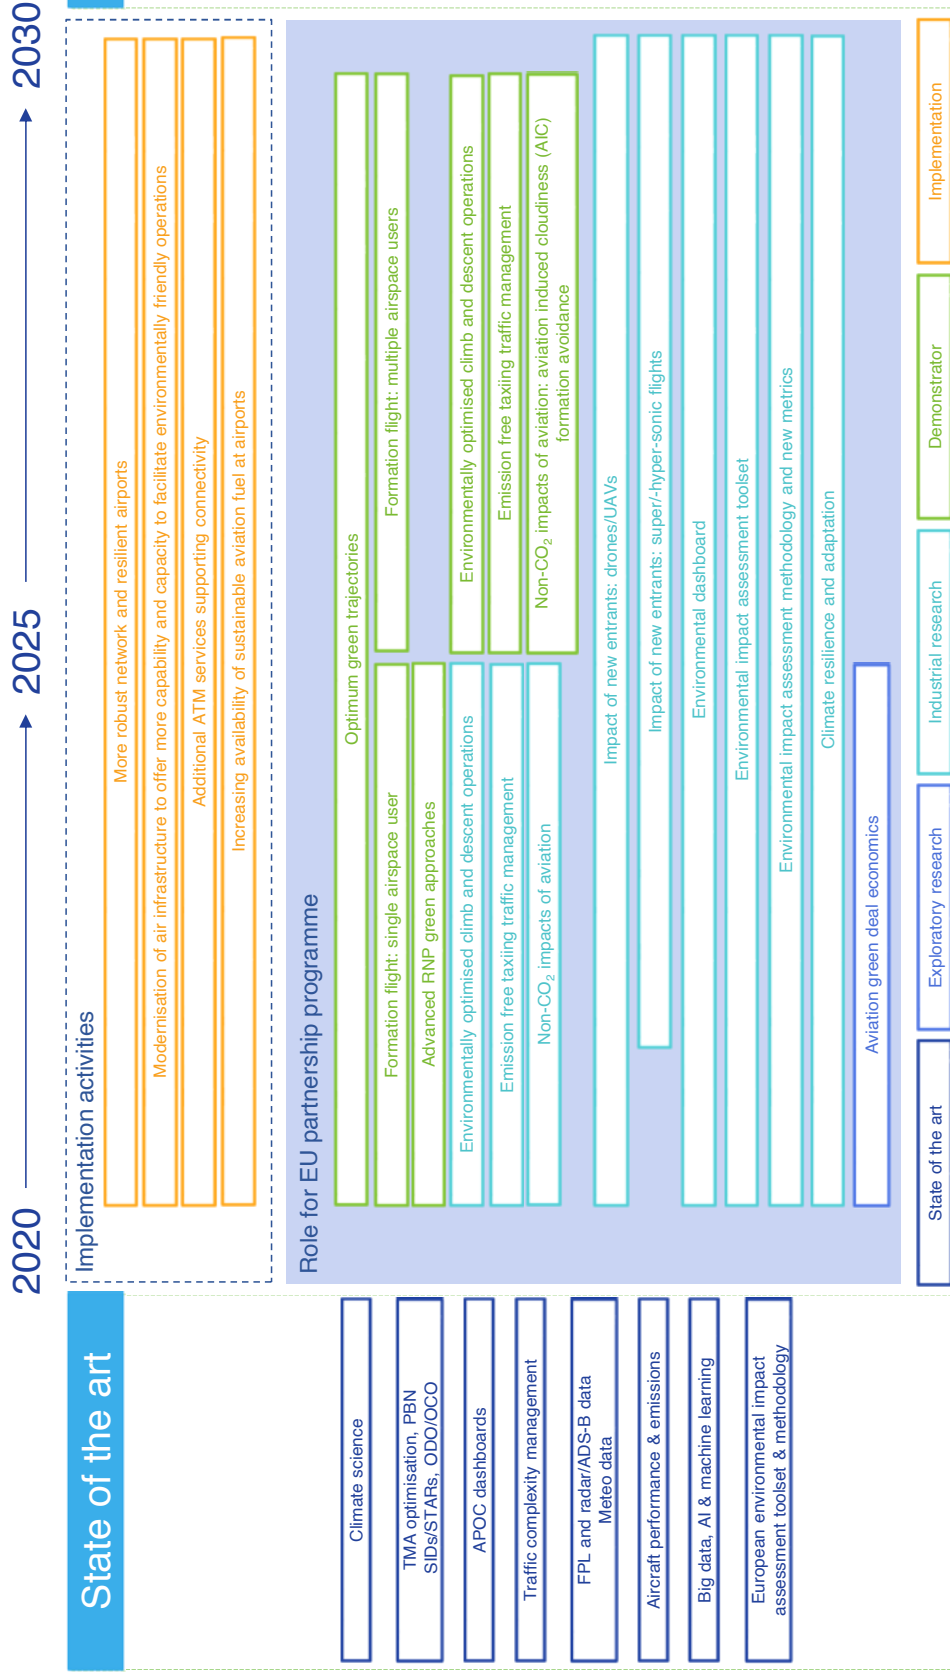 2020
2025
2030
State of the art
Climate science
TMA optimisation, PBN
SIDs/STARs, ODO/OCO
APOC dashboards
Traffic complexity management
FPL and radar/ADS-B data
Meteo data
Aircraft performance & emissions
Big data, AI & machine learning
European environmental impact
assessment toolset & methodology
Implementation activities
More robust network and resilient airports
Modernisation of air infrastructure to offer more capability and capacity to facilitate environmentally friendly operations
Additional ATM services supporting connectivity
Increasing availability of sustainable aviation fuel at airports
Role for EU partnership programme
Optimum green trajectories
Formation flight: single airspace user
Formation flight: multiple airspace users
Advanced RNP green approaches
Environmentally optimised climb and descent operations
Environmentally optimised climb and descent operations
Emission free taxiing traffic management
Emission free taxiing traffic management
Non-CO₂ impacts of aviation
Non-CO₂ impacts of aviation: aviation induced cloudiness (AIC)
formation avoidance
Impact of new entrants: drones/UAVs
Impact of new entrants: super/-hyper-sonic flights
Environmental dashboard
Environmental impact assessment toolset
Environmental impact assessment methodology and new metrics
Climate resilience and adaptation
Aviation green deal economics
State of the art
Exploratory research
Industrial research
Demonstrator
Implementation